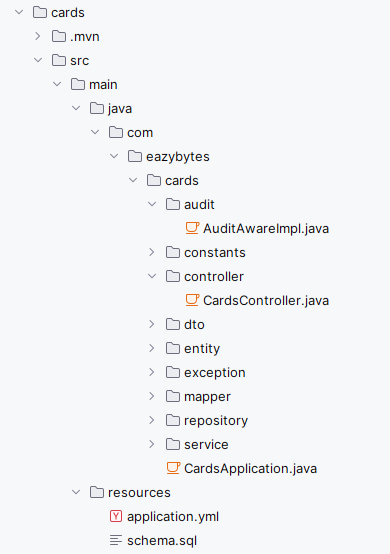 cards
.mvn
src
main
java
com
eazybytes
cards
audit
AuditAwareImpl.java
constants
controller
CardsController.java
dto
entity
exception
mapper
repository
service
CardsApplication.java
resources
application.yml
schema.sql